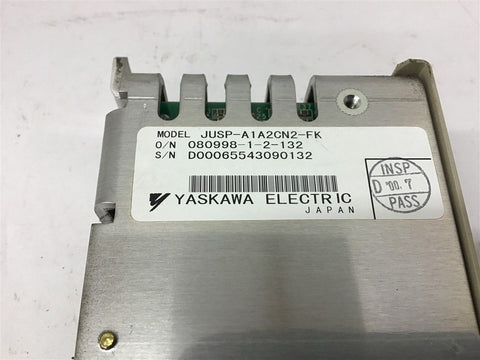 MODEL JUSP-A1A2CN2-FK
O/N 080998-1-2-132
S/N D00065543090132
INSP
D '00.7
PASS
YASKAWA ELECTRIC
JAPAN